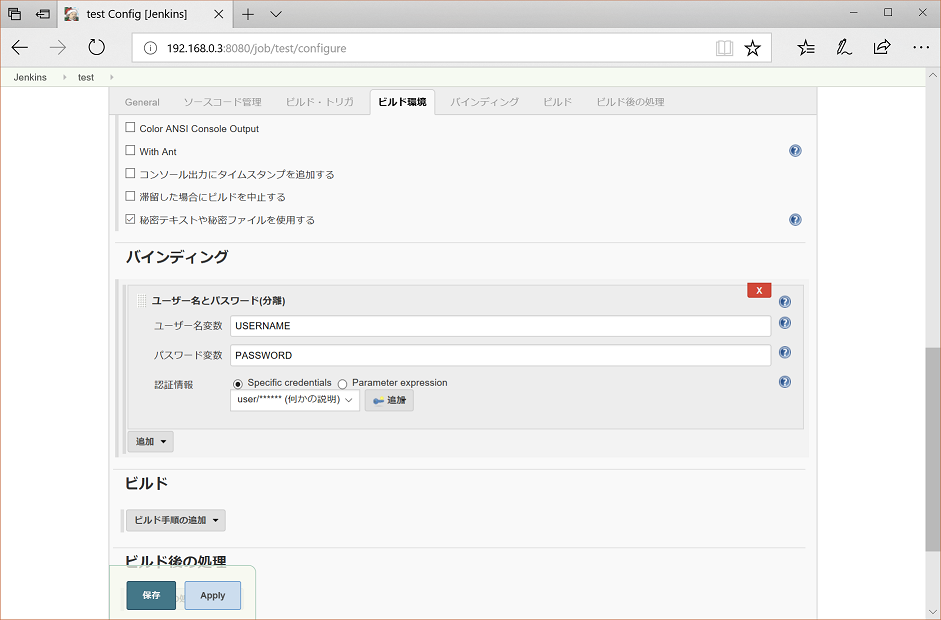 test Config [Jenkins]
192.168.0.3:8080/job/test/configure
Jenkins test
General ソースコード管理 ビルド・トリガ ビルド環境 バインディング ビルド ビルド後の処理
Color ANSI Console Output
With Ant
コンソール出力にタイムスタンプを追加する
滞留した場合にビルドを中止する
秘密テキストや秘密ファイルを使用する
バインディング
X
ユーザー名とパスワード(分離)
ユーザー名変数 USERNAME
パスワード変数 PASSWORD
認証情報 Specific credentials Parameter expression
user/****** (何かの説明) 追加
追加
ビルド
ビルド手順の追加
ビルド後の処理
保存 Apply